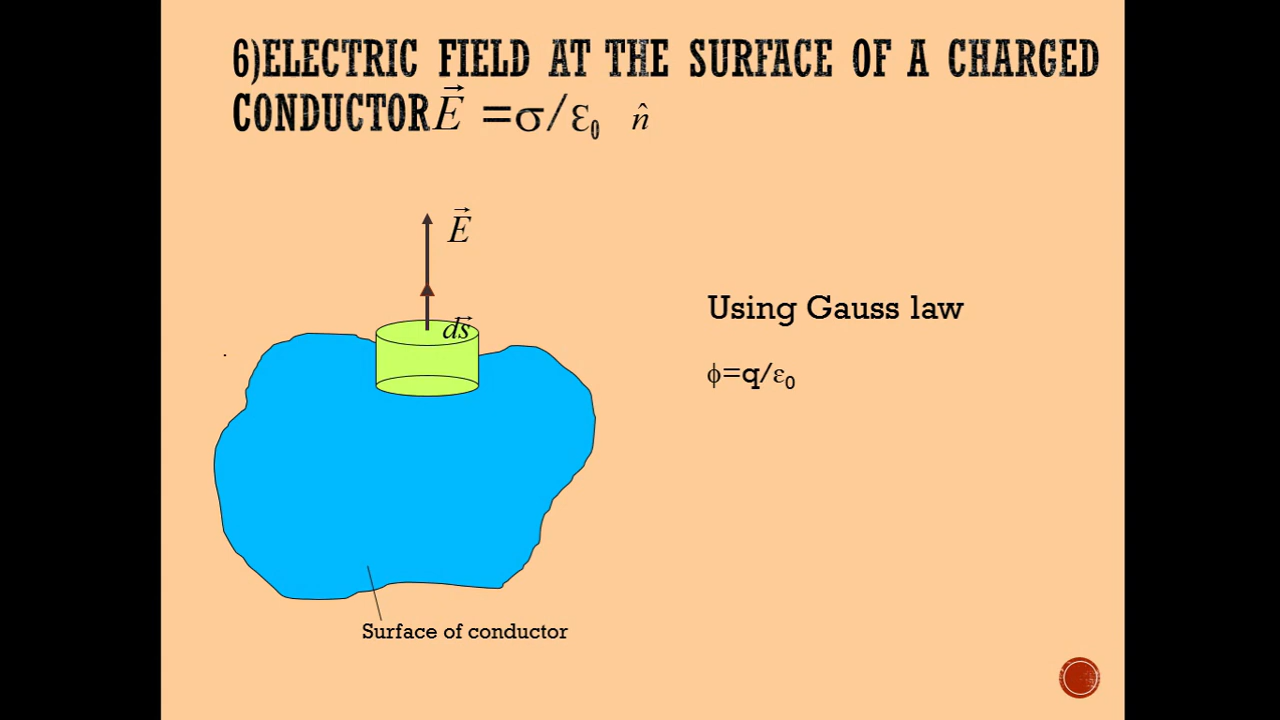 6)ELECTRIC FIELD AT THE SURFACE OF A CHARGED
CONDUCTOR E⃗ =σ/ε₀ n̂
E⃗
ds⃗
Using Gauss law
ϕ=q/ε₀
Surface of conductor